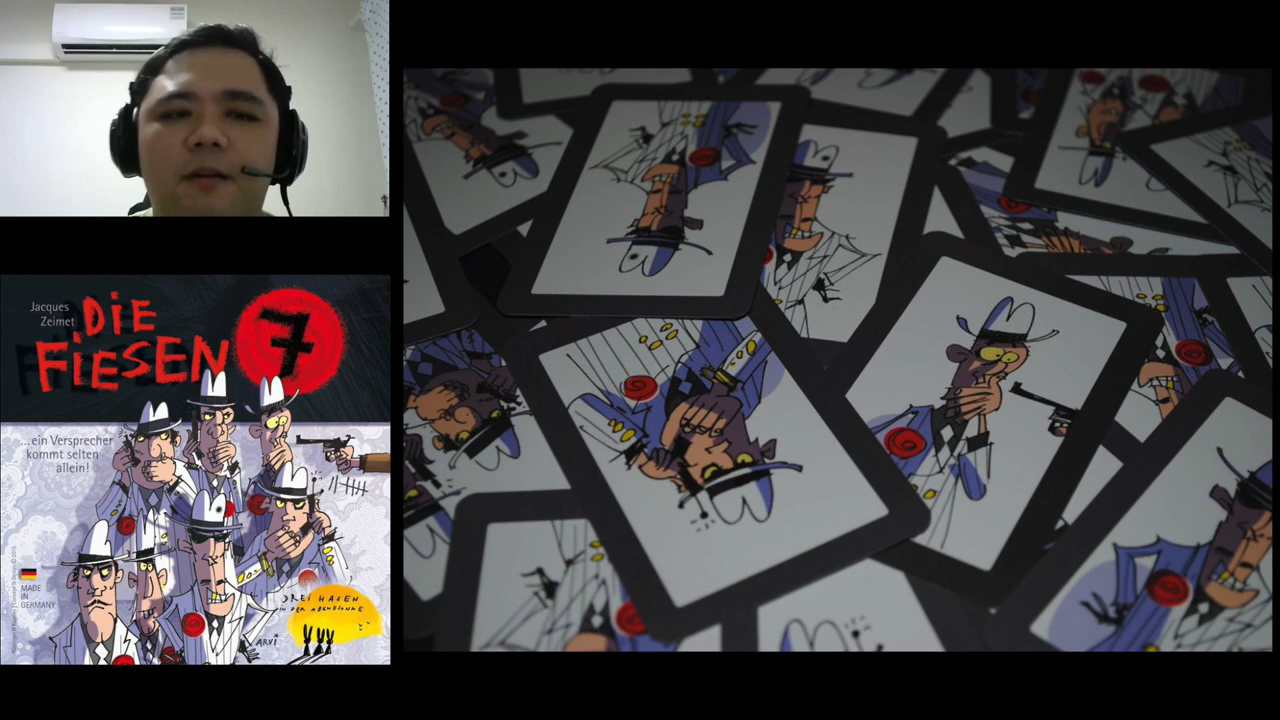 Jacques
Zeimet
DiE
FiESEN 7
...ein Versprecher
kommt selten
allein!
MADE
IN
GERMANY
DREI HASEN
IN DER ABENDSONNE
ARVi